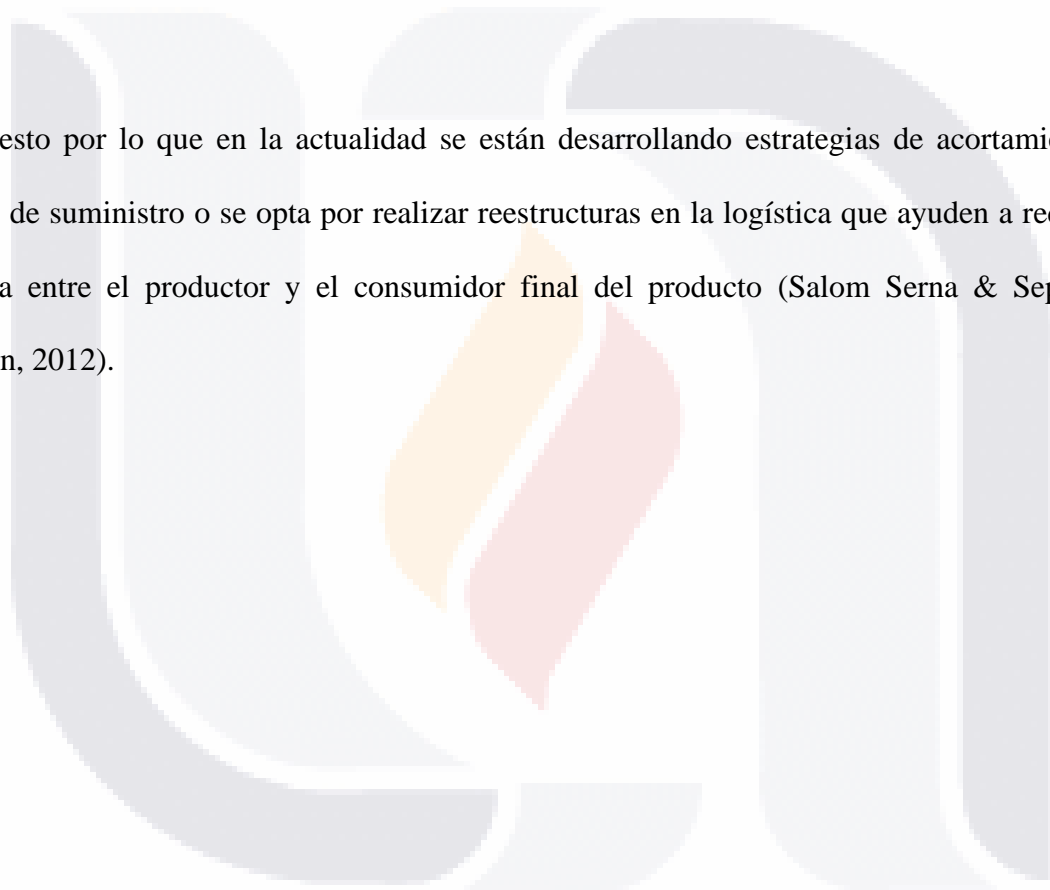 esto por lo que en la actualidad se están desarrollando estrategias de acortami
de suministro o se opta por realizar reestructuras en la logística que ayuden a re
a entre el productor y el consumidor final del producto (Salom Serna & Sep
n, 2012).